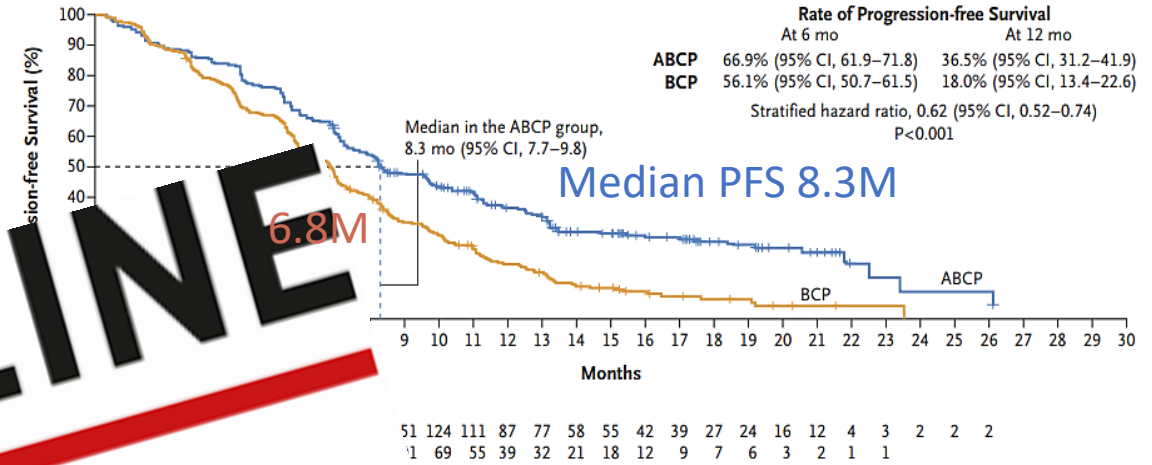 Rate of Progression-free Survival
At 6 mo At 12 mo
ABCP 66.9% (95% CI, 61.9–71.8) 36.5% (95% CI, 31.2–41.9)
BCP 56.1% (95% CI, 50.7–61.5) 18.0% (95% CI, 13.4–22.6)
Stratified hazard ratio, 0.62 (95% CI, 0.52–0.74)
P<0.001
100
90
80
70
60
50
40
Survival (%)
Median in the ABCP group,
8.3 mo (95% CI, 7.7–9.8)
Median PFS 8.3M
6.8M
INE
ABCP
BCP
9 10 11 12 13 14 15 16 17 18 19 20 21 22 23 24 25 26 27 28 29 30
Months
124 111 87 77 58 55 42 39 27 24 16 12 4 3 2 2 2
69 55 39 32 21 18 12 9 7 6 3 2 1 1